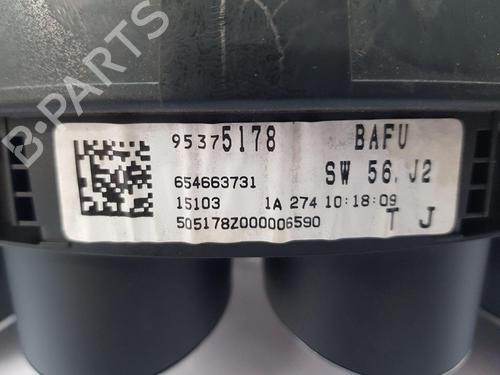 B-PARTS
95375178 BAFU
654663731 SW 56. J2
15103 1A 274 10:18:09
505178Z000006590 T J